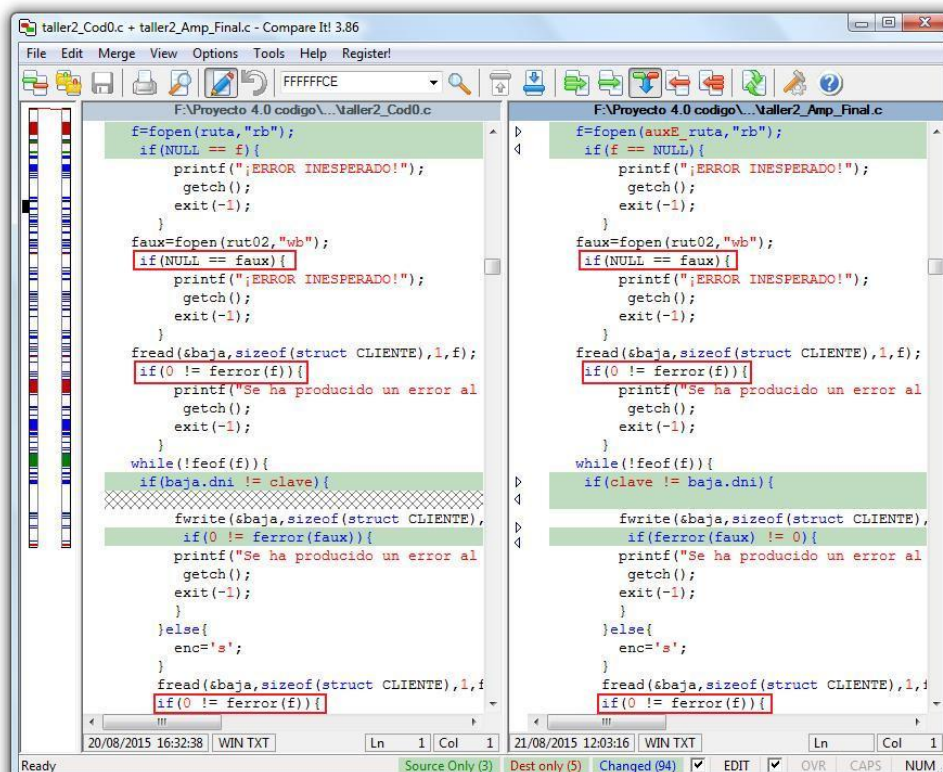 taller2_Cod0.c + taller2_Amp_Final.c - Compare It! 3.86
File Edit Merge View Options Tools Help Register!
FFFFFFCE
F:\Proyecto 4.0 codigo\...\taller2_Cod0.c
f=fopen(ruta,"rb");
if(NULL == f){
printf("¡ERROR INESPERADO!");
getch();
exit(-1);
}
faux=fopen(rut02,"wb");
if(NULL == faux){
printf("¡ERROR INESPERADO!");
getch();
exit(-1);
}
fread(&baja,sizeof(struct CLIENTE),1,f);
if(0 != ferror(f)){
printf("Se ha producido un error al
getch();
exit(-1);
}
while(!feof(f)){
if(baja.dni != clave){
fwrite(&baja,sizeof(struct CLIENTE),
if(0 != ferror(faux)){
printf("Se ha producido un error al
getch();
exit(-1);
}
}else{
enc='s';
}
fread(&baja,sizeof(struct CLIENTE),1,f
if(0 != ferror(f)){
F:\Proyecto 4.0 codigo\...\taller2_Amp_Final.c
f=fopen(auxE_ruta,"rb");
if(f == NULL){
printf("¡ERROR INESPERADO!");
getch();
exit(-1);
}
faux=fopen(rut02,"wb");
if(NULL == faux){
printf("¡ERROR INESPERADO!");
getch();
exit(-1);
}
fread(&baja,sizeof(struct CLIENTE),1,f);
if(0 != ferror(f)){
printf("Se ha producido un error al
getch();
exit(-1);
}
while(!feof(f)){
if(clave != baja.dni){
fwrite(&baja,sizeof(struct CLIENTE),
if(ferror(faux) != 0){
printf("Se ha producido un error al
getch();
exit(-1);
}
}else{
enc='s';
}
fread(&baja,sizeof(struct CLIENTE),1,f
if(0 != ferror(f)){
20/08/2015 16:32:38 WIN TXT Ln 1 Col 1
21/08/2015 12:03:16 WIN TXT Ln Col 1
Ready Source Only (3) Dest only (5) Changed (94) EDIT OVR CAPS NUM